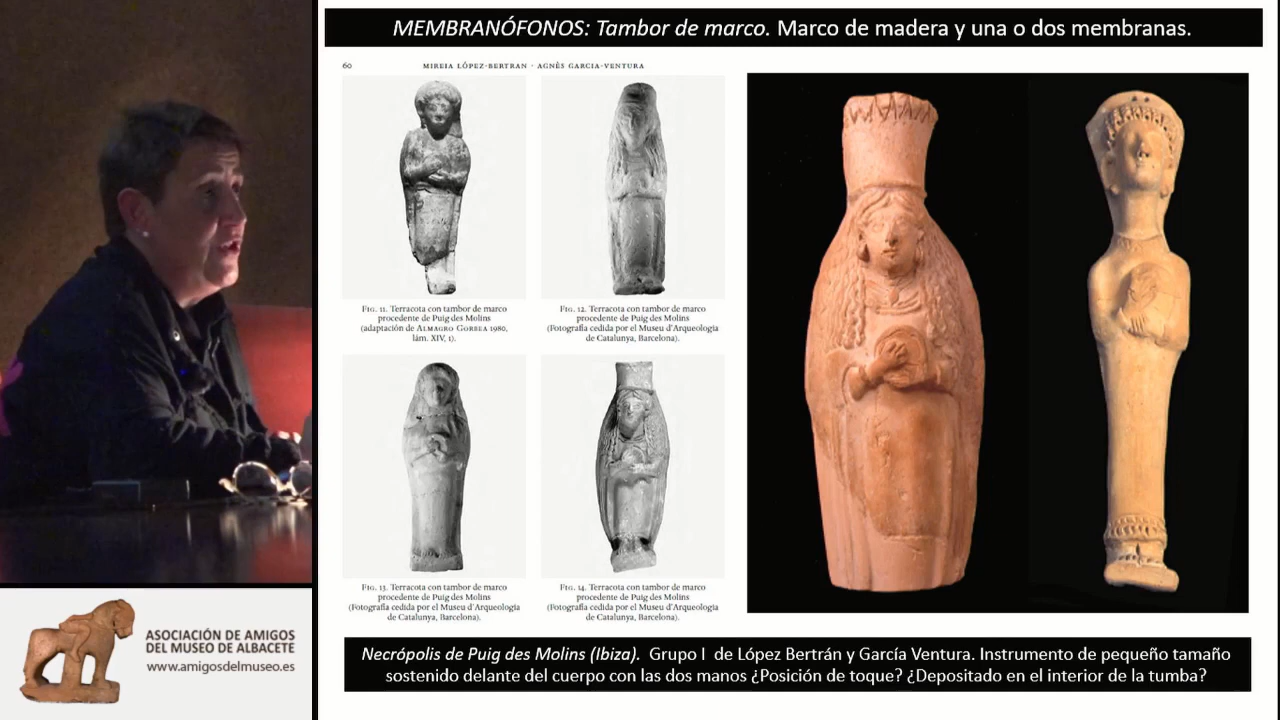 MEMBRANÓFONOS: Tambor de marco. Marco de madera y una o dos membranas.
60 MIREIA LÓPEZ-BERTRAN · AGNÈS GARCIA-VENTURA
FIG. 11. Terracota con tambor de marco
procedente de Puig des Molins
(adaptación de ALMAGRO GORBEA 1980,
lám. XIV, 1).
FIG. 12. Terracota con tambor de marco
procedente de Puig des Molins
(Fotografía cedida por el Museu d'Arqueologia
de Catalunya, Barcelona).
FIG. 13. Terracota con tambor de marco
procedente de Puig des Molins
(Fotografía cedida por el Museu d'Arqueologia
de Catalunya, Barcelona).
FIG. 14. Terracota con tambor de marco
procedente de Puig des Molins
(Fotografía cedida por el Museu d'Arqueologia
de Catalunya, Barcelona).
Necrópolis de Puig des Molins (Ibiza). Grupo I de López Bertrán y García Ventura. Instrumento de pequeño tamaño
sostenido delante del cuerpo con las dos manos ¿Posición de toque? ¿Depositado en el interior de la tumba?
ASOCIACIÓN DE AMIGOS
DEL MUSEO DE ALBACETE
www.amigosdelmuseo.es